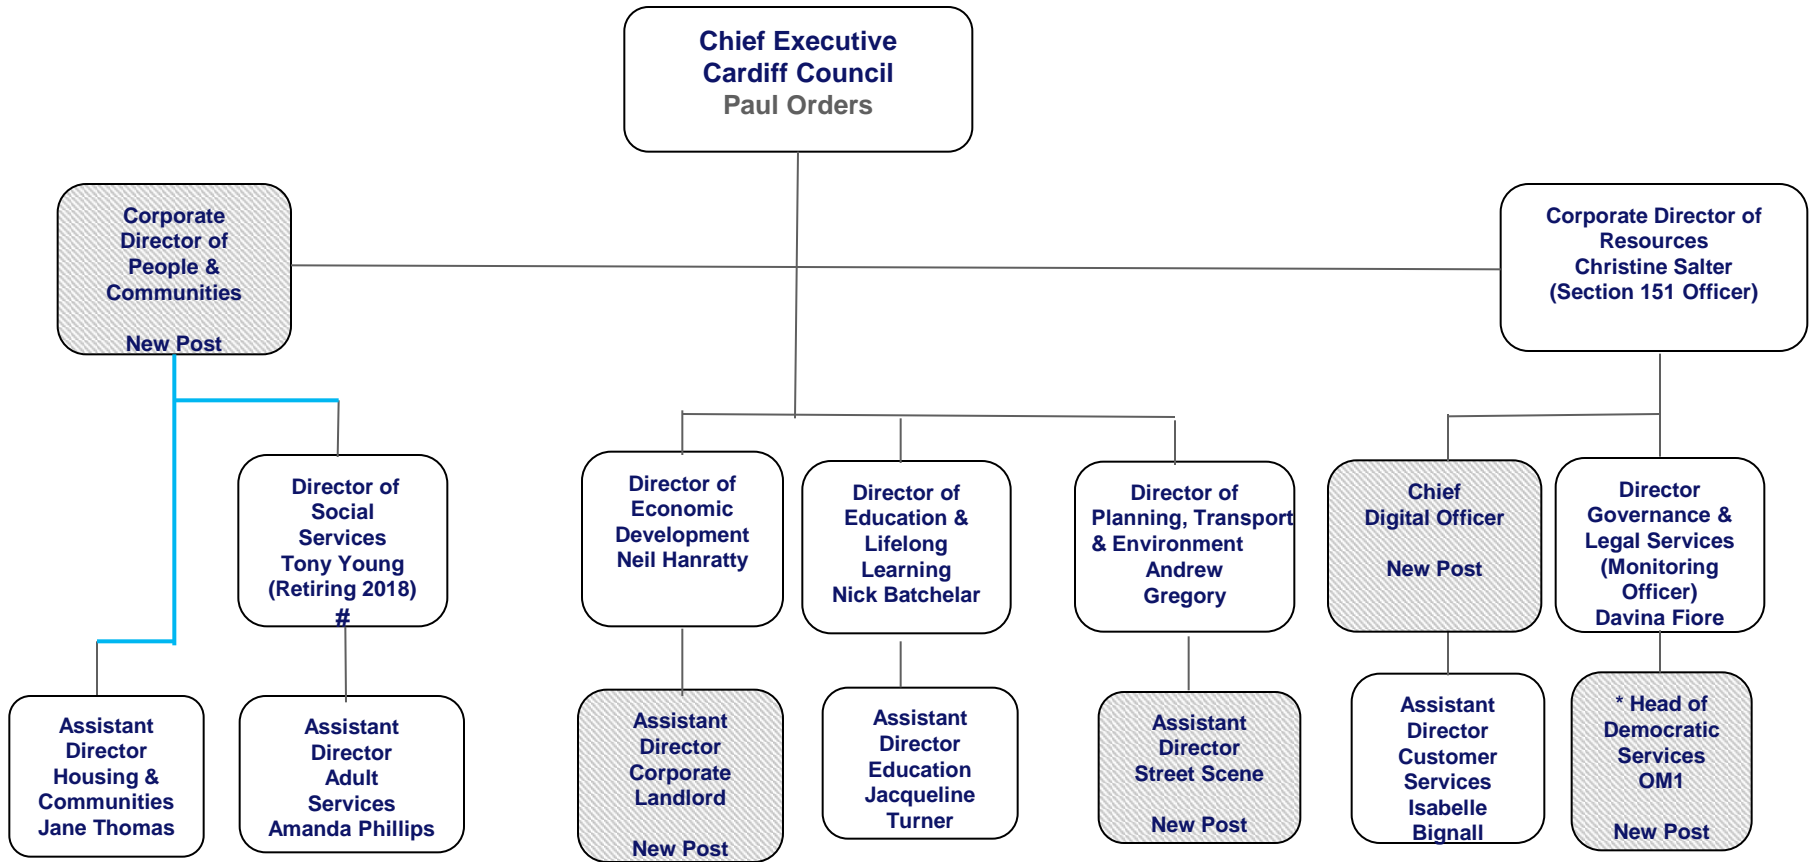 Chief Executive
Cardiff Council
Paul Orders
Corporate
Director of
People &
Communities
New Post
Corporate Director of
Resources
Christine Salter
(Section 151 Officer)
Director of
Social
Services
Tony Young
(Retiring 2018)
#
Director of
Economic
Development
Neil Hanratty
Director of
Education &
Lifelong
Learning
Nick Batchelar
Director of
Planning, Transport
& Environment
Andrew
Gregory
Chief
Digital Officer
New Post
Director
Governance &
Legal Services
(Monitoring
Officer)
Davina Fiore
Assistant
Director
Housing &
Communities
Jane Thomas
Assistant
Director
Adult
Services
Amanda Phillips
Assistant
Director
Corporate
Landlord
New Post
Assistant
Director
Education
Jacqueline
Turner
Assistant
Director
Street Scene
New Post
Assistant
Director
Customer
Services
Isabelle
Bignall
* Head of
Democratic
Services
OM1
New Post